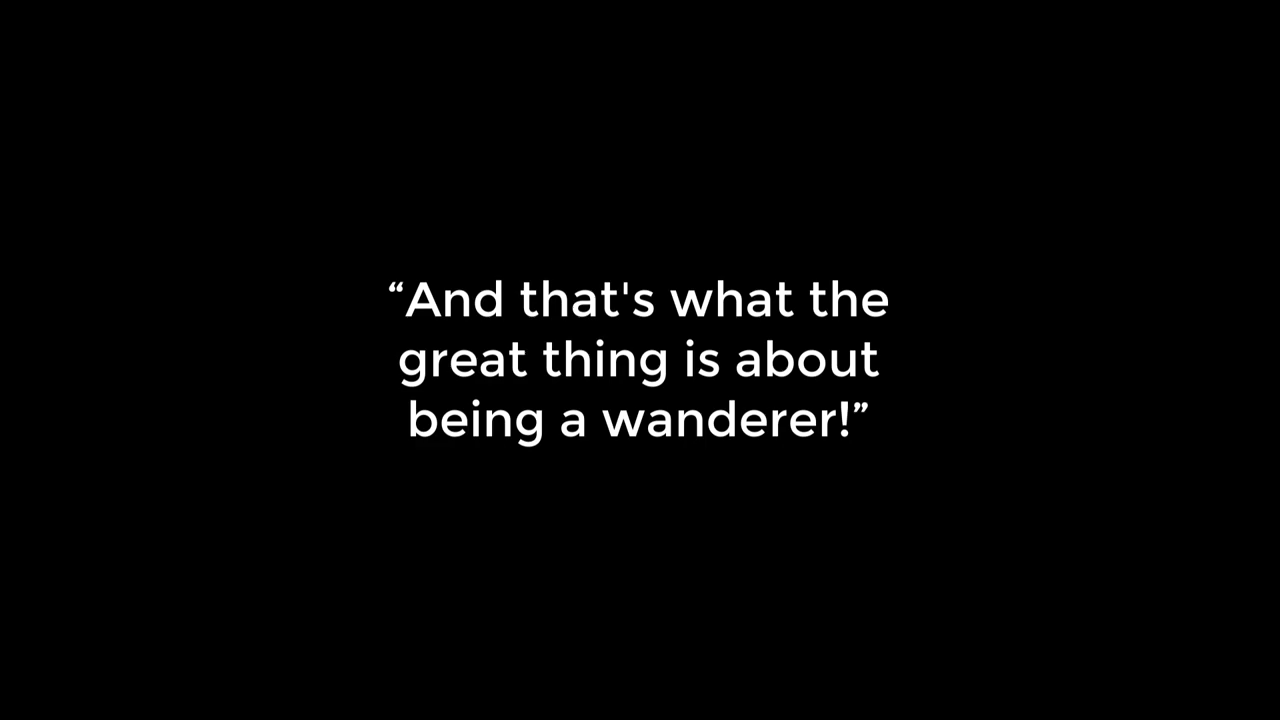 “And that's what the
great thing is about
being a wanderer!”